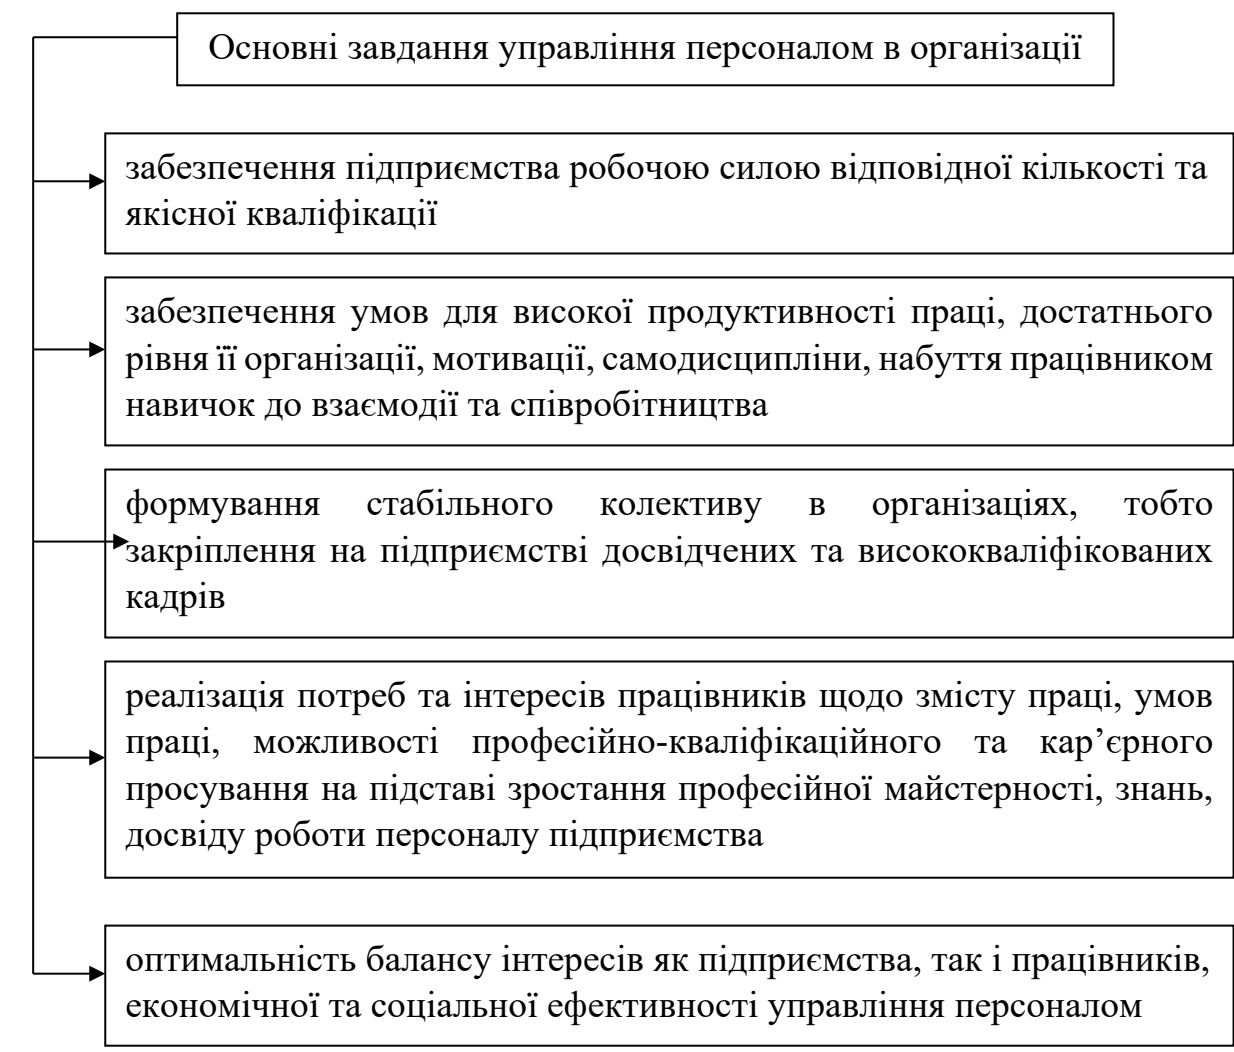 Основні завдання управління персоналом в організації
забезпечення підприємства робочою силою відповідної кількості та
якісної кваліфікації
забезпечення умов для високої продуктивності праці, достатнього
рівня її організації, мотивації, самодисципліни, набуття працівником
навичок до взаємодії та співробітництва
формування стабільного колективу в організаціях, тобто
закріплення на підприємстві досвідчених та висококваліфікованих
кадрів
реалізація потреб та інтересів працівників щодо змісту праці, умов
праці, можливості професійно-кваліфікаційного та кар’єрного
просування на підставі зростання професійної майстерності, знань,
досвіду роботи персоналу підприємства
оптимальність балансу інтересів як підприємства, так і працівників,
економічної та соціальної ефективності управління персоналом